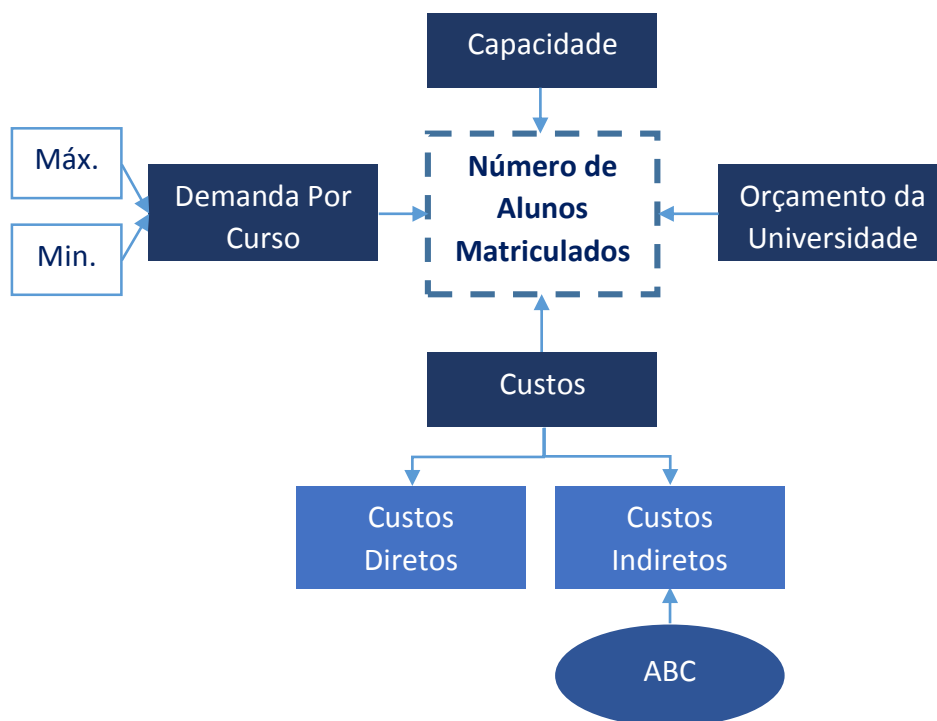 Capacidade
Máx.
Min.
Demanda Por
Curso
Número de
Alunos
Matriculados
Orçamento da
Universidade
Custos
Custos
Diretos
Custos
Indiretos
ABC